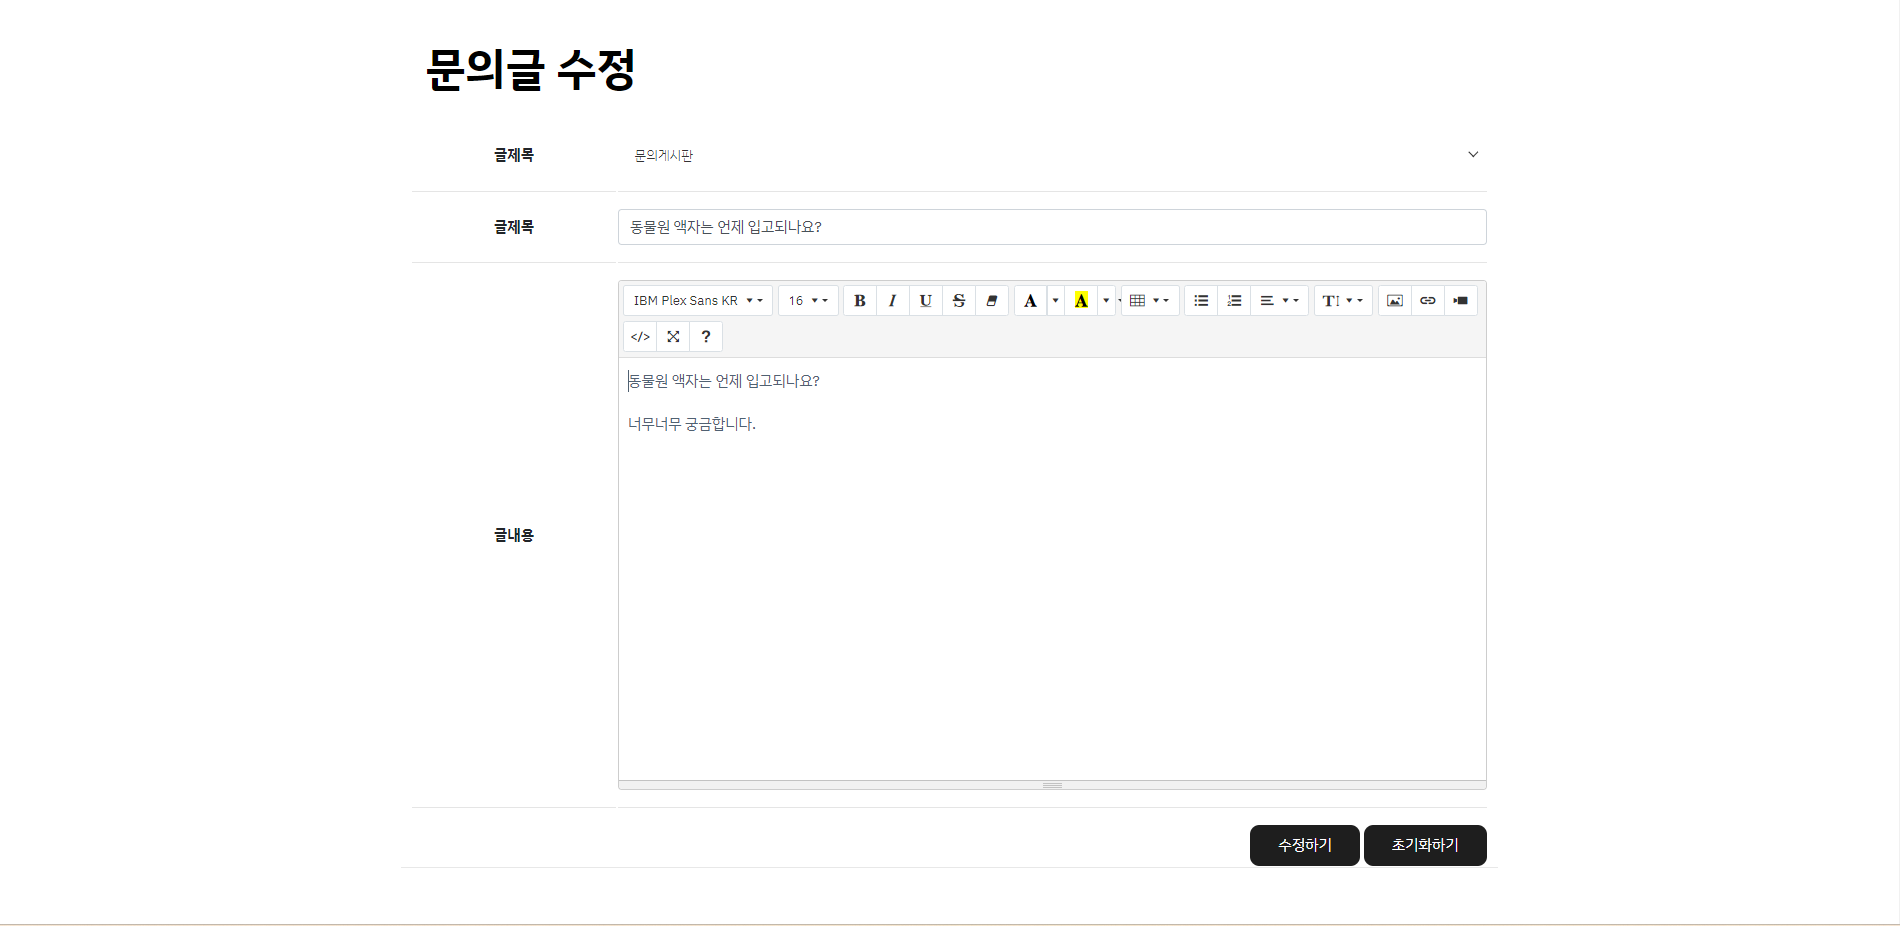 문의글 수정
글제목 문의게시판
글제목 동물원 액자는 언제 입고되나요?
IBM Plex Sans KR 16 B I U S A A TI
</> ?
동물원 액자는 언제 입고되나요?
너무너무 궁금합니다.
글내용
수정하기 초기화하기